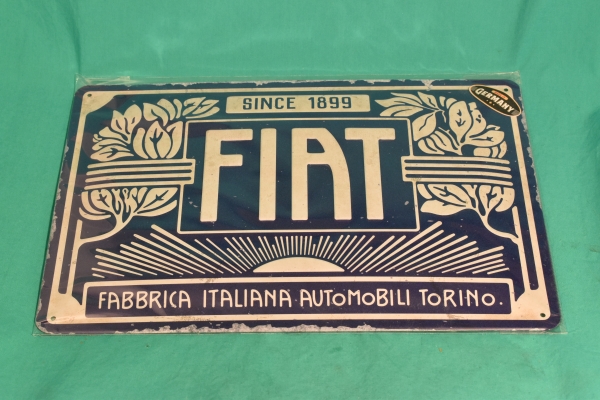 SINCE 1899
GERMANY
FIAT
FABBRICA ITALIANA AUTOMOBILI TORINO.